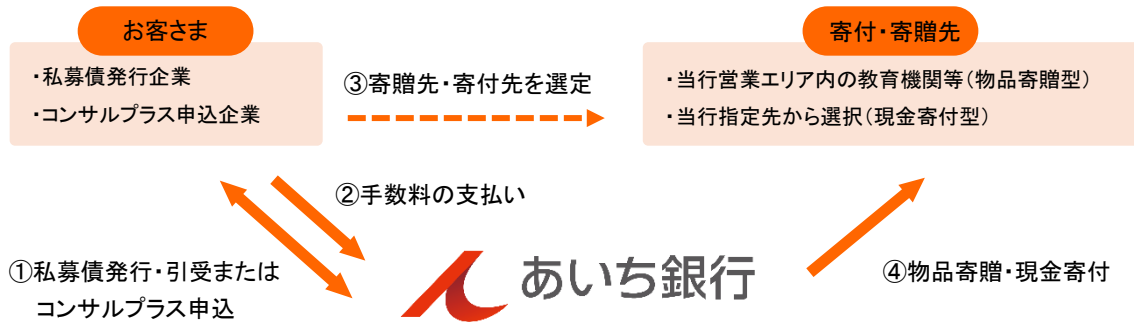 お客さま
・私募債発行企業
・コンサルプラス申込企業
③寄贈先・寄付先を選定
寄付・寄贈先
・当行営業エリア内の教育機関等（物品寄贈型）
・当行指定先から選択（現金寄付型）
②手数料の支払い
①私募債発行・引受または
コンサルプラス申込
あいち銀行
④物品寄贈・現金寄付